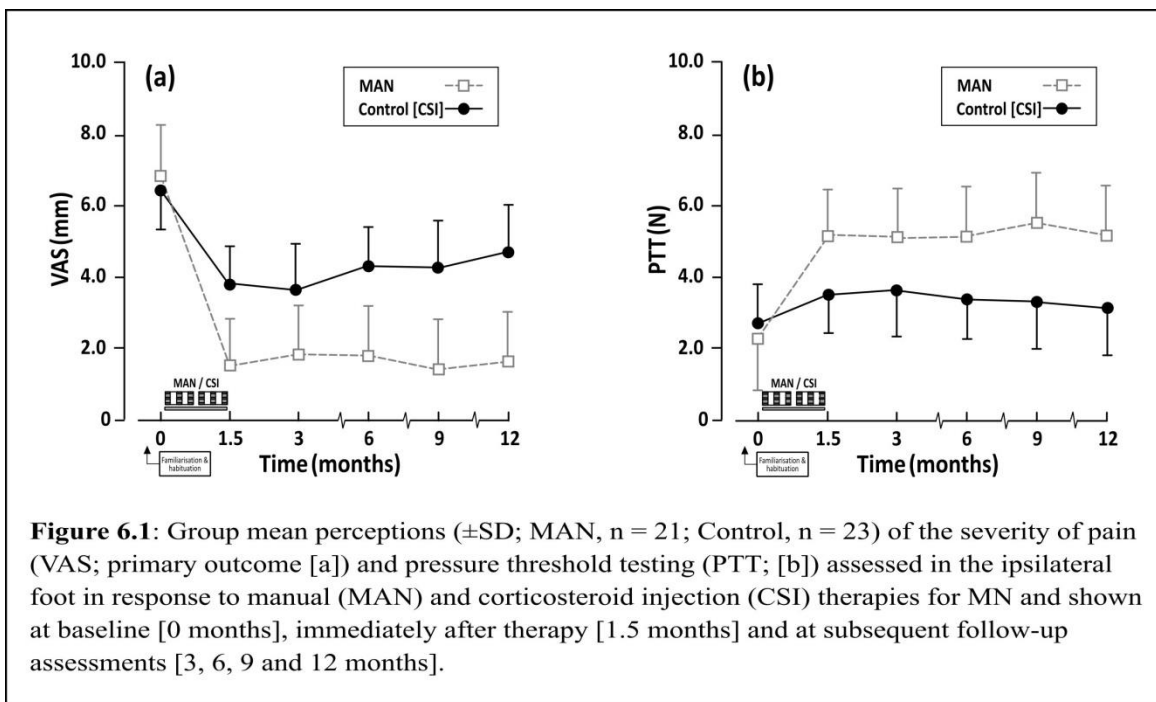 (a)
MAN
Control [CSI]
10.0
8.0
6.0
4.0
2.0
0
VAS (mm)
MAN / CSI
0
1.5
3
6
9
12
Time (months)
Familiarisation &
habituation
(b)
MAN
Control [CSI]
10.0
8.0
6.0
4.0
2.0
0
PTT (N)
MAN / CSI
0
1.5
3
6
9
12
Time (months)
Familiarisation &
habituation
Figure 6.1: Group mean perceptions (±SD; MAN, n = 21; Control, n = 23) of the severity of pain
(VAS; primary outcome [a]) and pressure threshold testing (PTT; [b]) assessed in the ipsilateral
foot in response to manual (MAN) and corticosteroid injection (CSI) therapies for MN and shown
at baseline [0 months], immediately after therapy [1.5 months] and at subsequent follow-up
assessments [3, 6, 9 and 12 months].